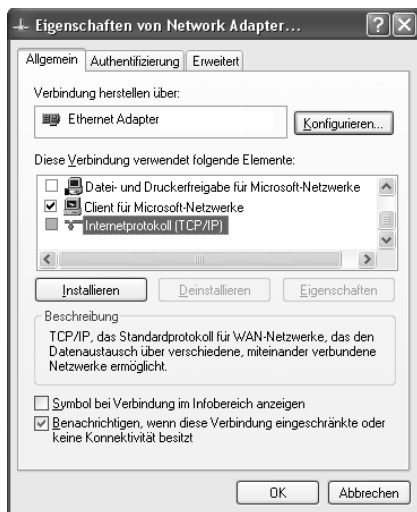 Eigenschaften von Network Adapter...
Allgemein
Authentifizierung
Erweitert
Verbindung herstellen über:
Ethernet Adapter
Konfigurieren...
Diese Verbindung verwendet folgende Elemente:
Datei- und Druckerfreigabe für Microsoft-Netzwerke
Client für Microsoft-Netzwerke
Internetprotokoll (TCP/IP)
Installieren
Deinstallieren
Eigenschaften
Beschreibung
TCP/IP, das Standardprotokoll für WAN-Netzwerke, das den
Datenaustausch über verschiedene, miteinander verbundene
Netzwerke ermöglicht.
Symbol bei Verbindung im Infobereich anzeigen
Benachrichtigen, wenn diese Verbindung eingeschränkte oder
keine Konnektivität besitzt
OK
Abbrechen